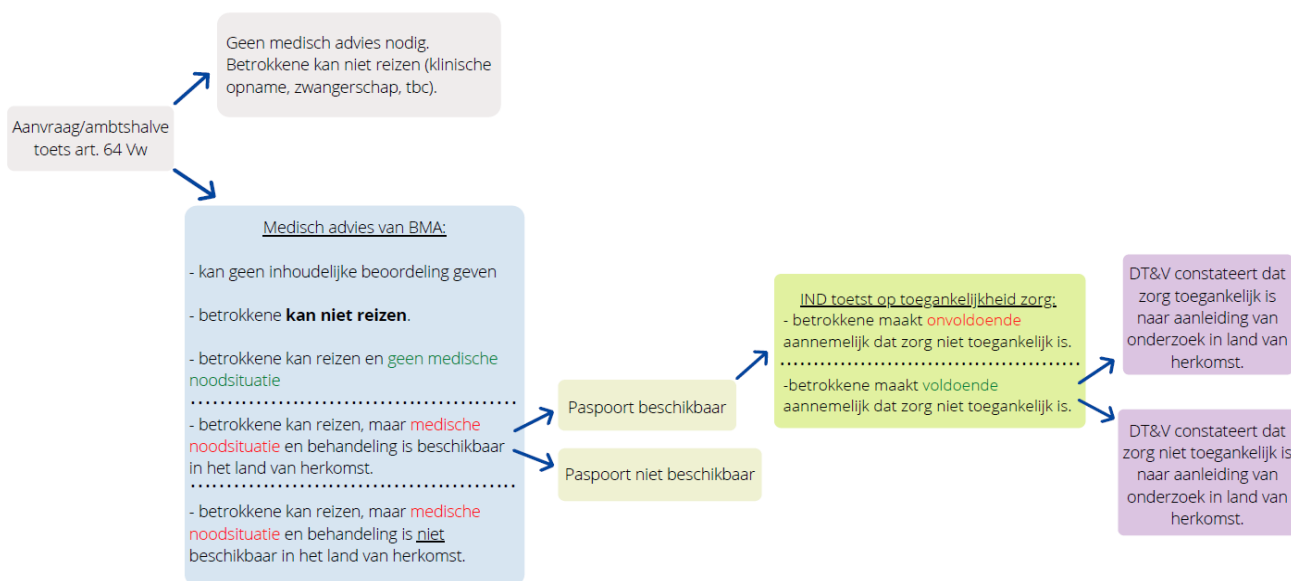 Geen medisch advies nodig.
Betrokkene kan niet reizen (klinische
opname, zwangerschap, tbc).
Aanvraag/ambtshalve
toets art. 64 Vw
Medisch advies van BMA:
- kan geen inhoudelijke beoordeling geven
- betrokkene kan niet reizen.
- betrokkene kan reizen en geen medische
noodsituatie
- betrokkene kan reizen, maar medische
noodsituatie en behandeling is beschikbaar
in het land van herkomst.
- betrokkene kan reizen, maar medische
noodsituatie en behandeling is niet
beschikbaar in het land van herkomst.
Paspoort beschikbaar
Paspoort niet beschikbaar
IND toetst op toegankelijkheid zorg:
- betrokkene maakt onvoldoende
aannemelijk dat zorg niet toegankelijk is.
-betrokkene maakt voldoende
aannemelijk dat zorg niet toegankelijk is.
DT&V constateert dat
zorg toegankelijk is
naar aanleiding van
onderzoek in land van
herkomst.
DT&V constateert dat
zorg niet toegankelijk is
naar aanleiding van
onderzoek in land van
herkomst.